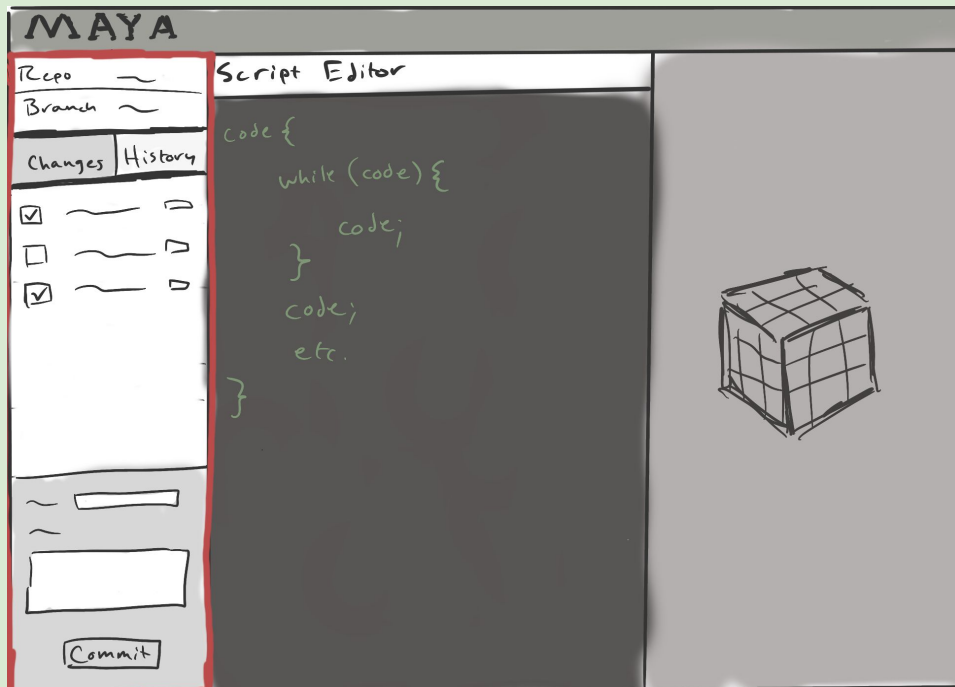 MAYA
Repo
Branch
Changes
History
Commit
Script Editor
code {
while (code) {
code;
}
code;
etc.
}